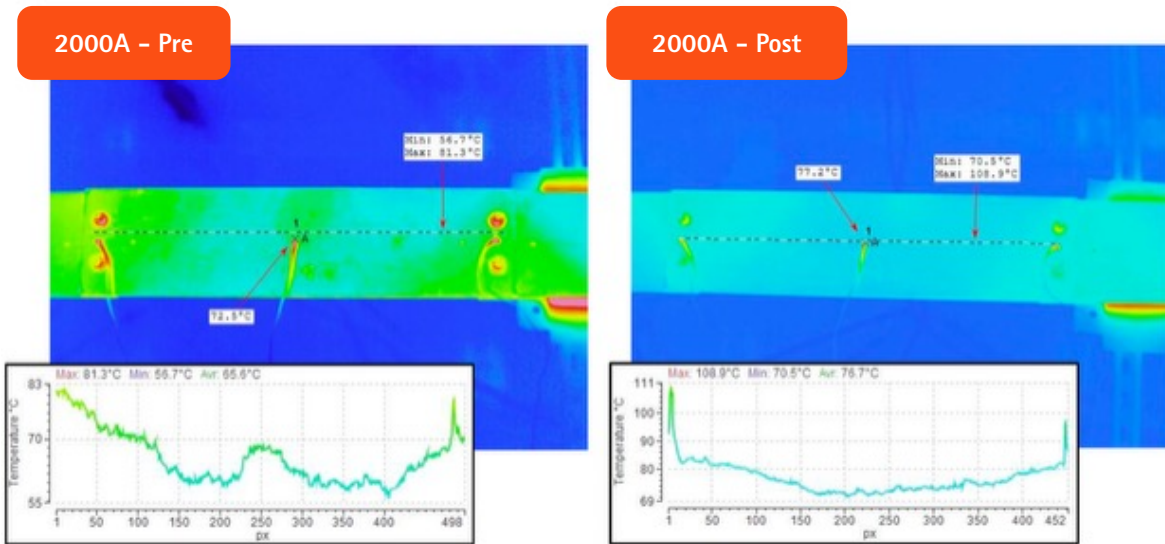 2000A - Pre
2000A - Post
Min: 56.7°C
Max: 81.3°C
1
A
72.5°C
77.2°C
Min: 70.5°C
Max: 108.9°C
1
Max: 81.3°C Min: 56.7°C Avr: 65.6°C
83
70
55
Temperature °C
1 50 100 150 200 250 300 350 400 498
px
Max: 108.9°C Min: 70.5°C Avr: 76.7°C
111
100
90
80
69
Temperature °C
1 50 100 150 200 250 300 350 400 452
px